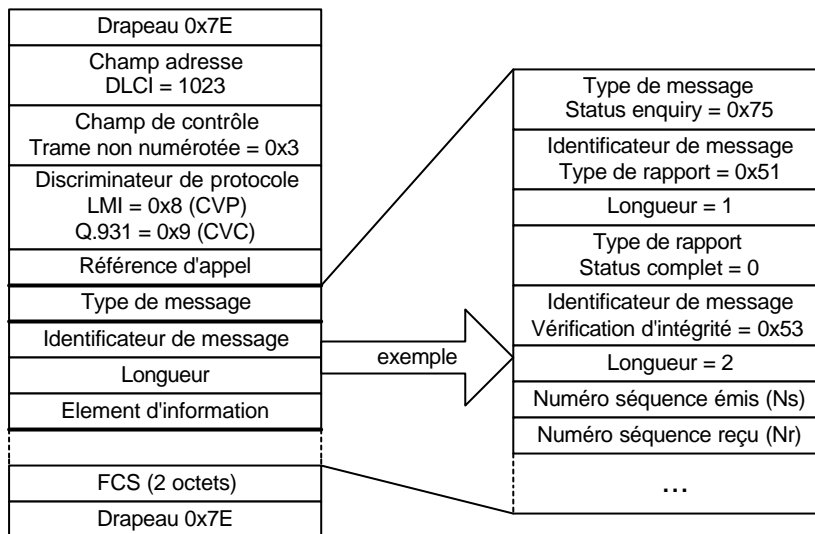 Drapeau 0x7E
Champ adresse
DLCI = 1023
Champ de contrôle
Trame non numérotée = 0x3
Discriminateur de protocole
LMI = 0x8 (CVP)
Q.931 = 0x9 (CVC)
Référence d'appel
Type de message
Identificateur de message
Longueur
Element d'information
FCS (2 octets)
Drapeau 0x7E
exemple
Type de message
Status enquiry = 0x75
Identificateur de message
Type de rapport = 0x51
Longueur = 1
Type de rapport
Status complet = 0
Identificateur de message
Vérification d'intégrité = 0x53
Longueur = 2
Numéro séquence émis (Ns)
Numéro séquence reçu (Nr)
...